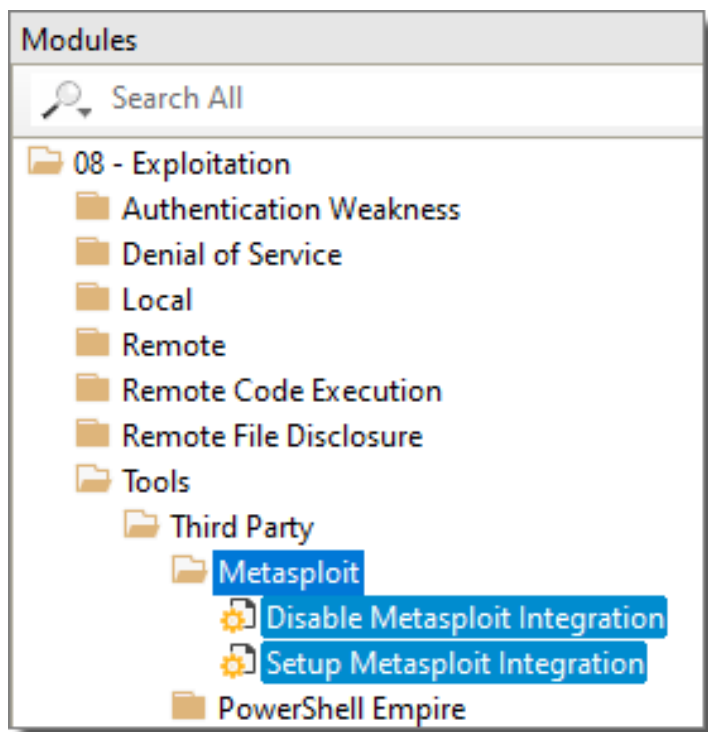 Modules
Search All
08 - Exploitation
Authentication Weakness
Denial of Service
Local
Remote
Remote Code Execution
Remote File Disclosure
Tools
Third Party
Metasploit
Disable Metasploit Integration
Setup Metasploit Integration
PowerShell Empire